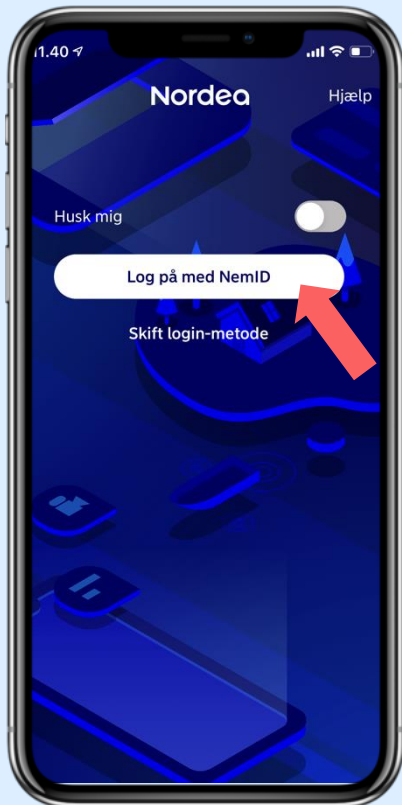 11.40
Nordea
Hjælp
Husk mig
Log på med NemID
Skift login-metode